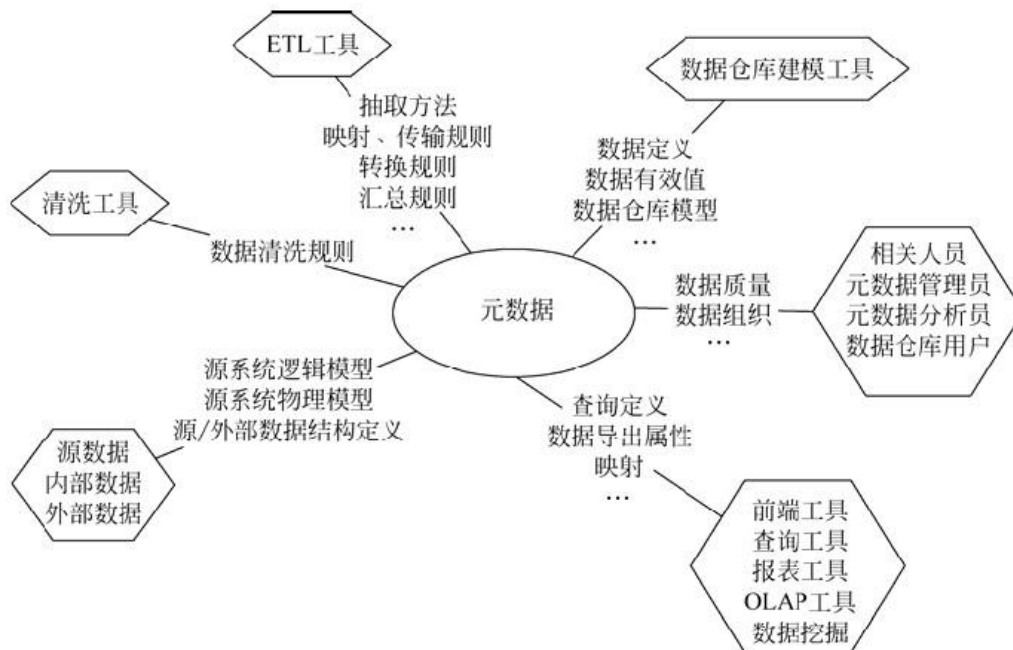 ETL工具
抽取方法
映射、传输规则
转换规则
汇总规则
…
数据仓库建模工具
数据定义
数据有效值
数据仓库模型
…
清洗工具
数据清洗规则
元数据
数据质量
数据组织
…
相关人员
元数据管理员
元数据分析员
数据仓库用户
源系统逻辑模型
源系统物理模型
源/外部数据结构定义
源数据
内部数据
外部数据
查询定义
数据导出属性
映射
…
前端工具
查询工具
报表工具
OLAP工具
数据挖掘